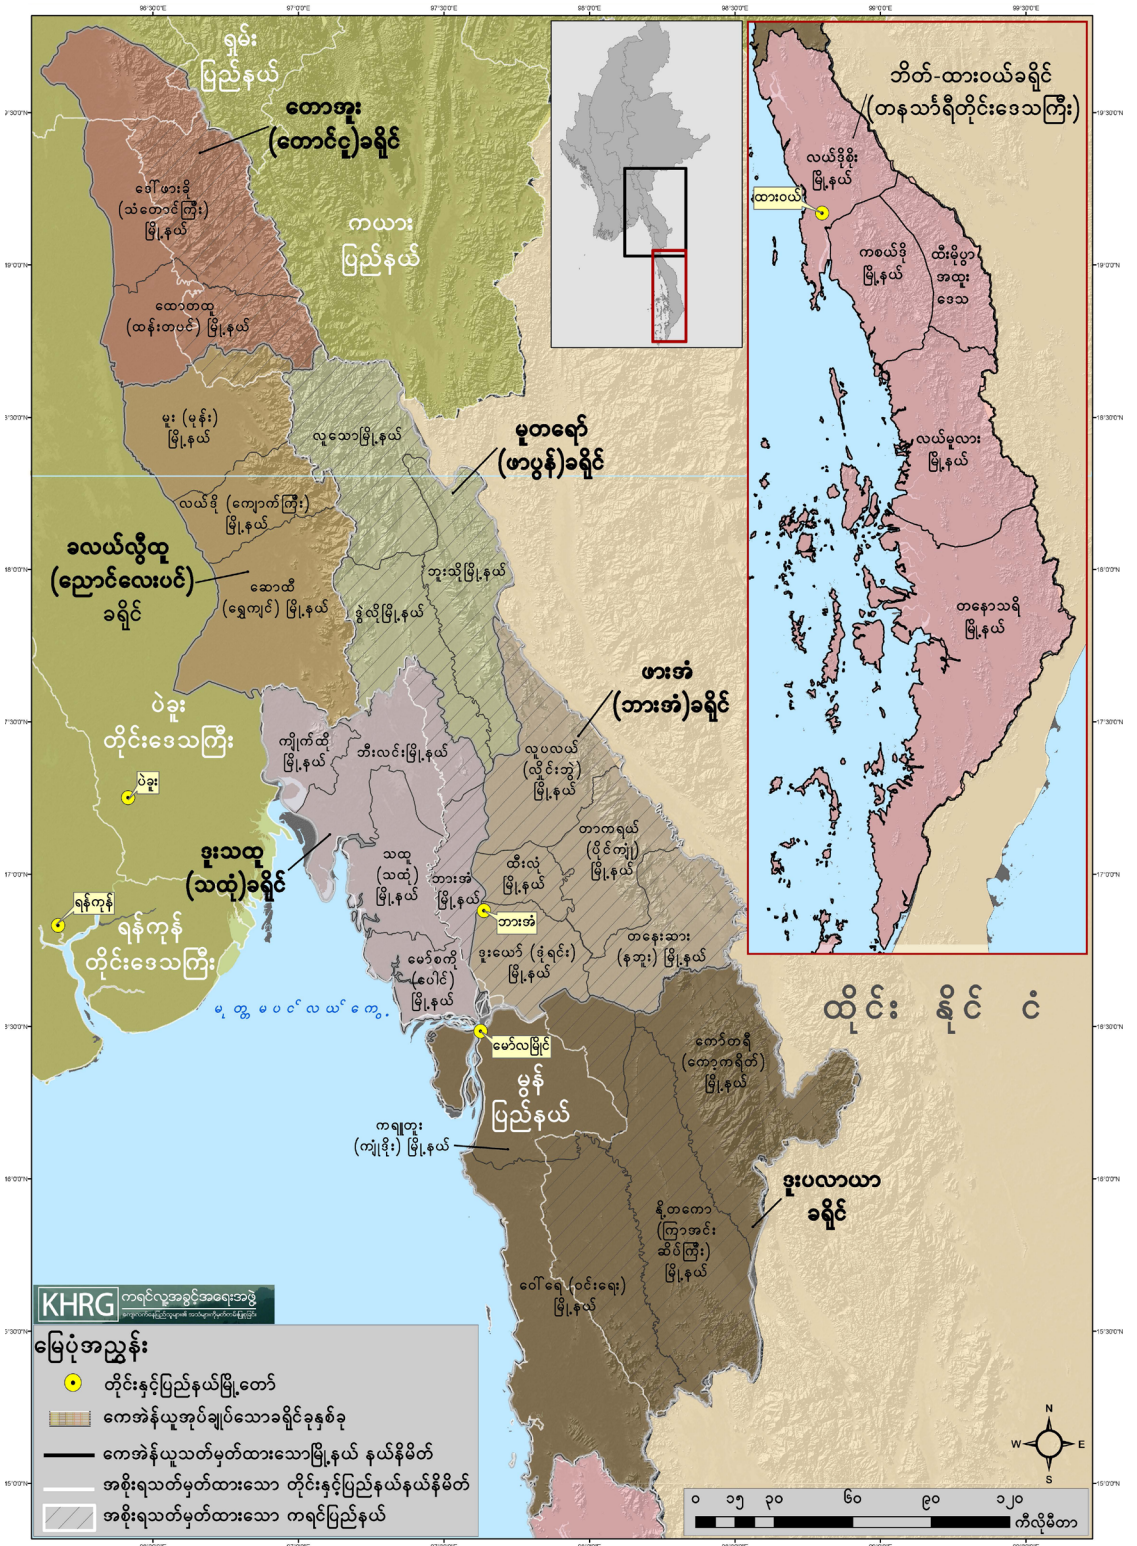 ရှမ်း
ပြည်နယ်
တောအူး
(တောင်ငူ)ခရိုင်
ဒေါဖားခို
(သံတောင်ကြီး)
မြို့နယ်
ကယား
ပြည်နယ်
ထောတထူ
(ထန်းတပင်) မြို့နယ်
မူး (မုန်း)
မြို့နယ်
လူသောမြို့နယ်
မူတရော်
(ဖာပွန်)ခရိုင်
လယ်ဒို (ကျောက်ကြီး)
မြို့နယ်
ခလယ်လွီထူ
(ညောင်လေးပင်)
ခရိုင်
ဆောထီ
(ရွှေကျင်) မြို့နယ်
ဘူးသိုမြို့နယ်
ဒွဲလိုမြို့နယ်
ဖားအံ
(ဘားအံ)ခရိုင်
ပဲခူး
တိုင်းဒေသကြီး
ပဲခူး
ကျိုက်ထို
မြို့နယ်
ဘီးလင်းမြို့နယ်
လူပလယ်
(လှိုင်းဘွဲ)
မြို့နယ်
တာကရယ်
(ပိုင်ကျုံ)
မြို့နယ်
ဒူးသထူ
(သထုံ)ခရိုင်
သထူ
(သထုံ)
မြို့နယ်
ဘားအံ
မြို့နယ်
ထီးလုံ
မြို့နယ်
ရန်ကုန်
ရန်ကုန်
တိုင်းဒေသကြီး
ဘားအံ
တနေးဆား
(နဘူး) မြို့နယ်
ဒူးယော် (ဒုံရင်း)
မြို့နယ်
မော်စကို
(ပေါင်)
မြို့နယ်
မုတ္တမပင်လယ်ကွေ့
မော်လမြိုင်
မွန်
ပြည်နယ်
ကော်တရီ
(ကော့ကရိတ်)
မြို့နယ်
ကရူတူး
(ကျုံဒိုး) မြို့နယ်
ဒူးပလာယာ
ခရိုင်
နို့တကော
(ကြာအင်း
ဆိပ်ကြီး)
မြို့နယ်
ဝေါရေ (ဝင်းရေး)
မြို့နယ်
ထိုင်း နိုင် ငံ
ဘိတ်-ထားဝယ်ခရိုင်
(တနင်္သာရီတိုင်းဒေသကြီး)
လယ်ဒိုစိုး
မြို့နယ်
ထားဝယ်
ကစယ်ဒို
မြို့နယ်
ထီးမိုပွာ
အထူး
ဒေသ
လယ်မူလား
မြို့နယ်
တနောသရိ
မြို့နယ်
KHRG
ကရင်လူ့အခွင့်အရေးအဖွဲ့
မြေပုံအညွှန်း
တိုင်းနှင့်ပြည်နယ်မြို့တော်
ကေအဲန်ယူအုပ်ချုပ်သောခရိုင်ခုနှစ်ခု
ကေအဲန်ယူသတ်မှတ်ထားသောမြို့နယ် နယ်နိမိတ်
အစိုးရသတ်မှတ်ထားသော တိုင်းနှင့်ပြည်နယ်နယ်နိမိတ်
အစိုးရသတ်မှတ်ထားသော ကရင်ပြည်နယ်
N
W E
S
၀ ၁၅ ၃၀ ၆၀ ၉၀ ၁၂၀
ကီလိုမီတာ